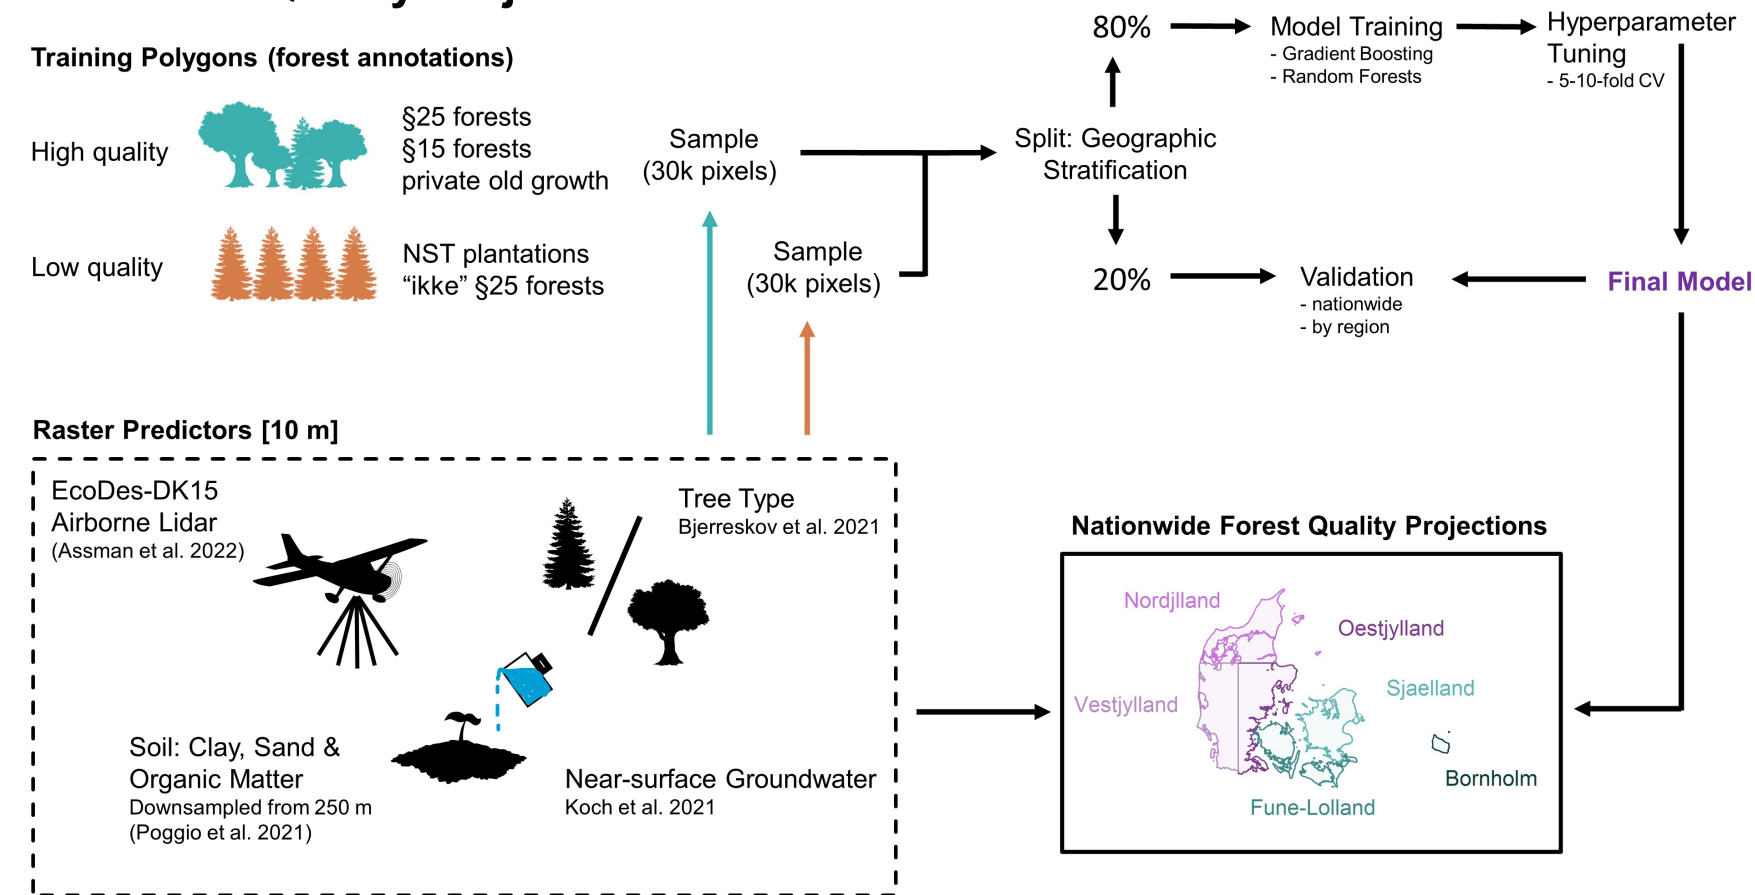 Training Polygons (forest annotations)
High quality
§25 forests
§15 forests
private old growth
Low quality
NST plantations
“ikke” §25 forests
Sample
(30k pixels)
Sample
(30k pixels)
Split: Geographic
Stratification
80%
Model Training
- Gradient Boosting
- Random Forests
Hyperparameter
Tuning
- 5-10-fold CV
20%
Validation
- nationwide
- by region
Final Model
Raster Predictors [10 m]
EcoDes-DK15
Airborne Lidar
(Assman et al. 2022)
Tree Type
Bjerreskov et al. 2021
Soil: Clay, Sand &
Organic Matter
Downsampled from 250 m
(Poggio et al. 2021)
Near-surface Groundwater
Koch et al. 2021
Nationwide Forest Quality Projections
Nordjlland
Oestjylland
Vestjylland
Sjaelland
Bornholm
Fune-Lolland